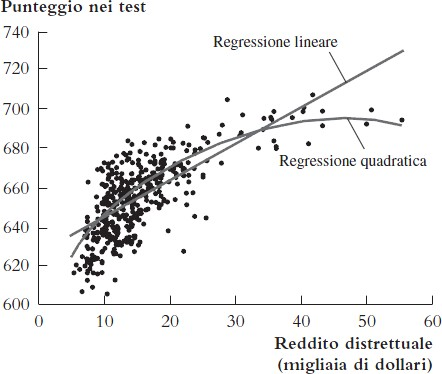 Punteggio nei test
740
720
700
680
660
640
620
600
Regressione lineare
Regressione quadratica
0 10 20 30 40 50 60
Reddito distrettuale
(migliaia di dollari)